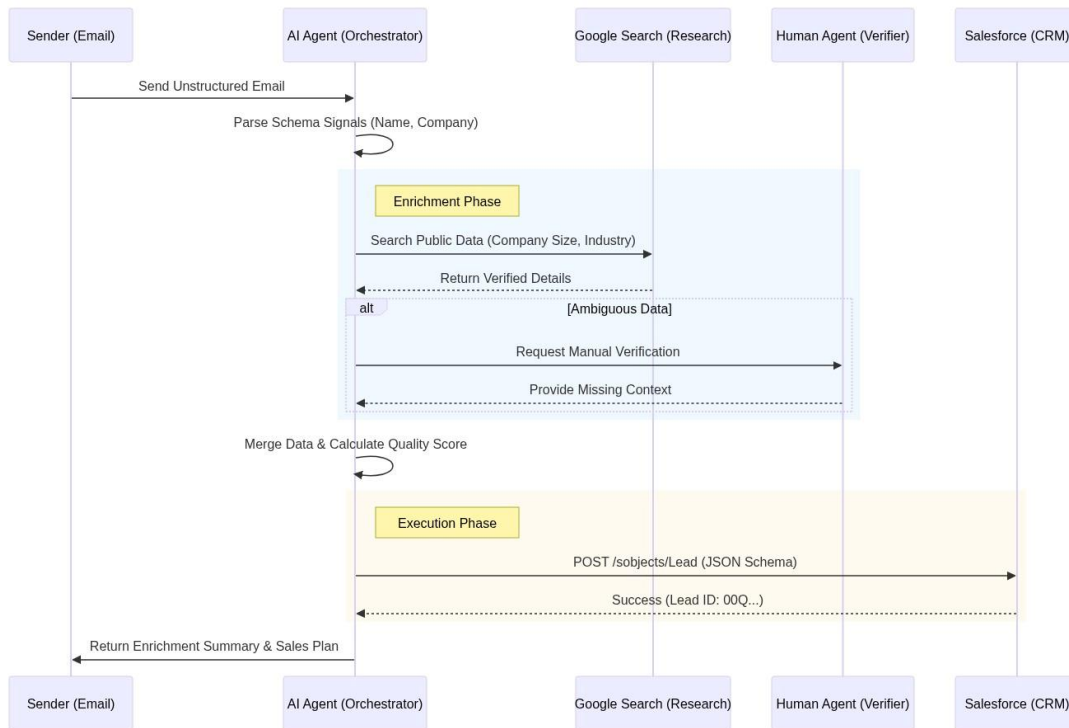 Sender (Email)
AI Agent (Orchestrator)
Google Search (Research)
Human Agent (Verifier)
Salesforce (CRM)
Send Unstructured Email
Parse Schema Signals (Name, Company)
Enrichment Phase
Search Public Data (Company Size, Industry)
Return Verified Details
alt
[Ambiguous Data]
Request Manual Verification
Provide Missing Context
Merge Data & Calculate Quality Score
Execution Phase
POST /sobjects/Lead (JSON Schema)
Success (Lead ID: 00Q...)
Return Enrichment Summary & Sales Plan
Sender (Email)
AI Agent (Orchestrator)
Google Search (Research)
Human Agent (Verifier)
Salesforce (CRM)